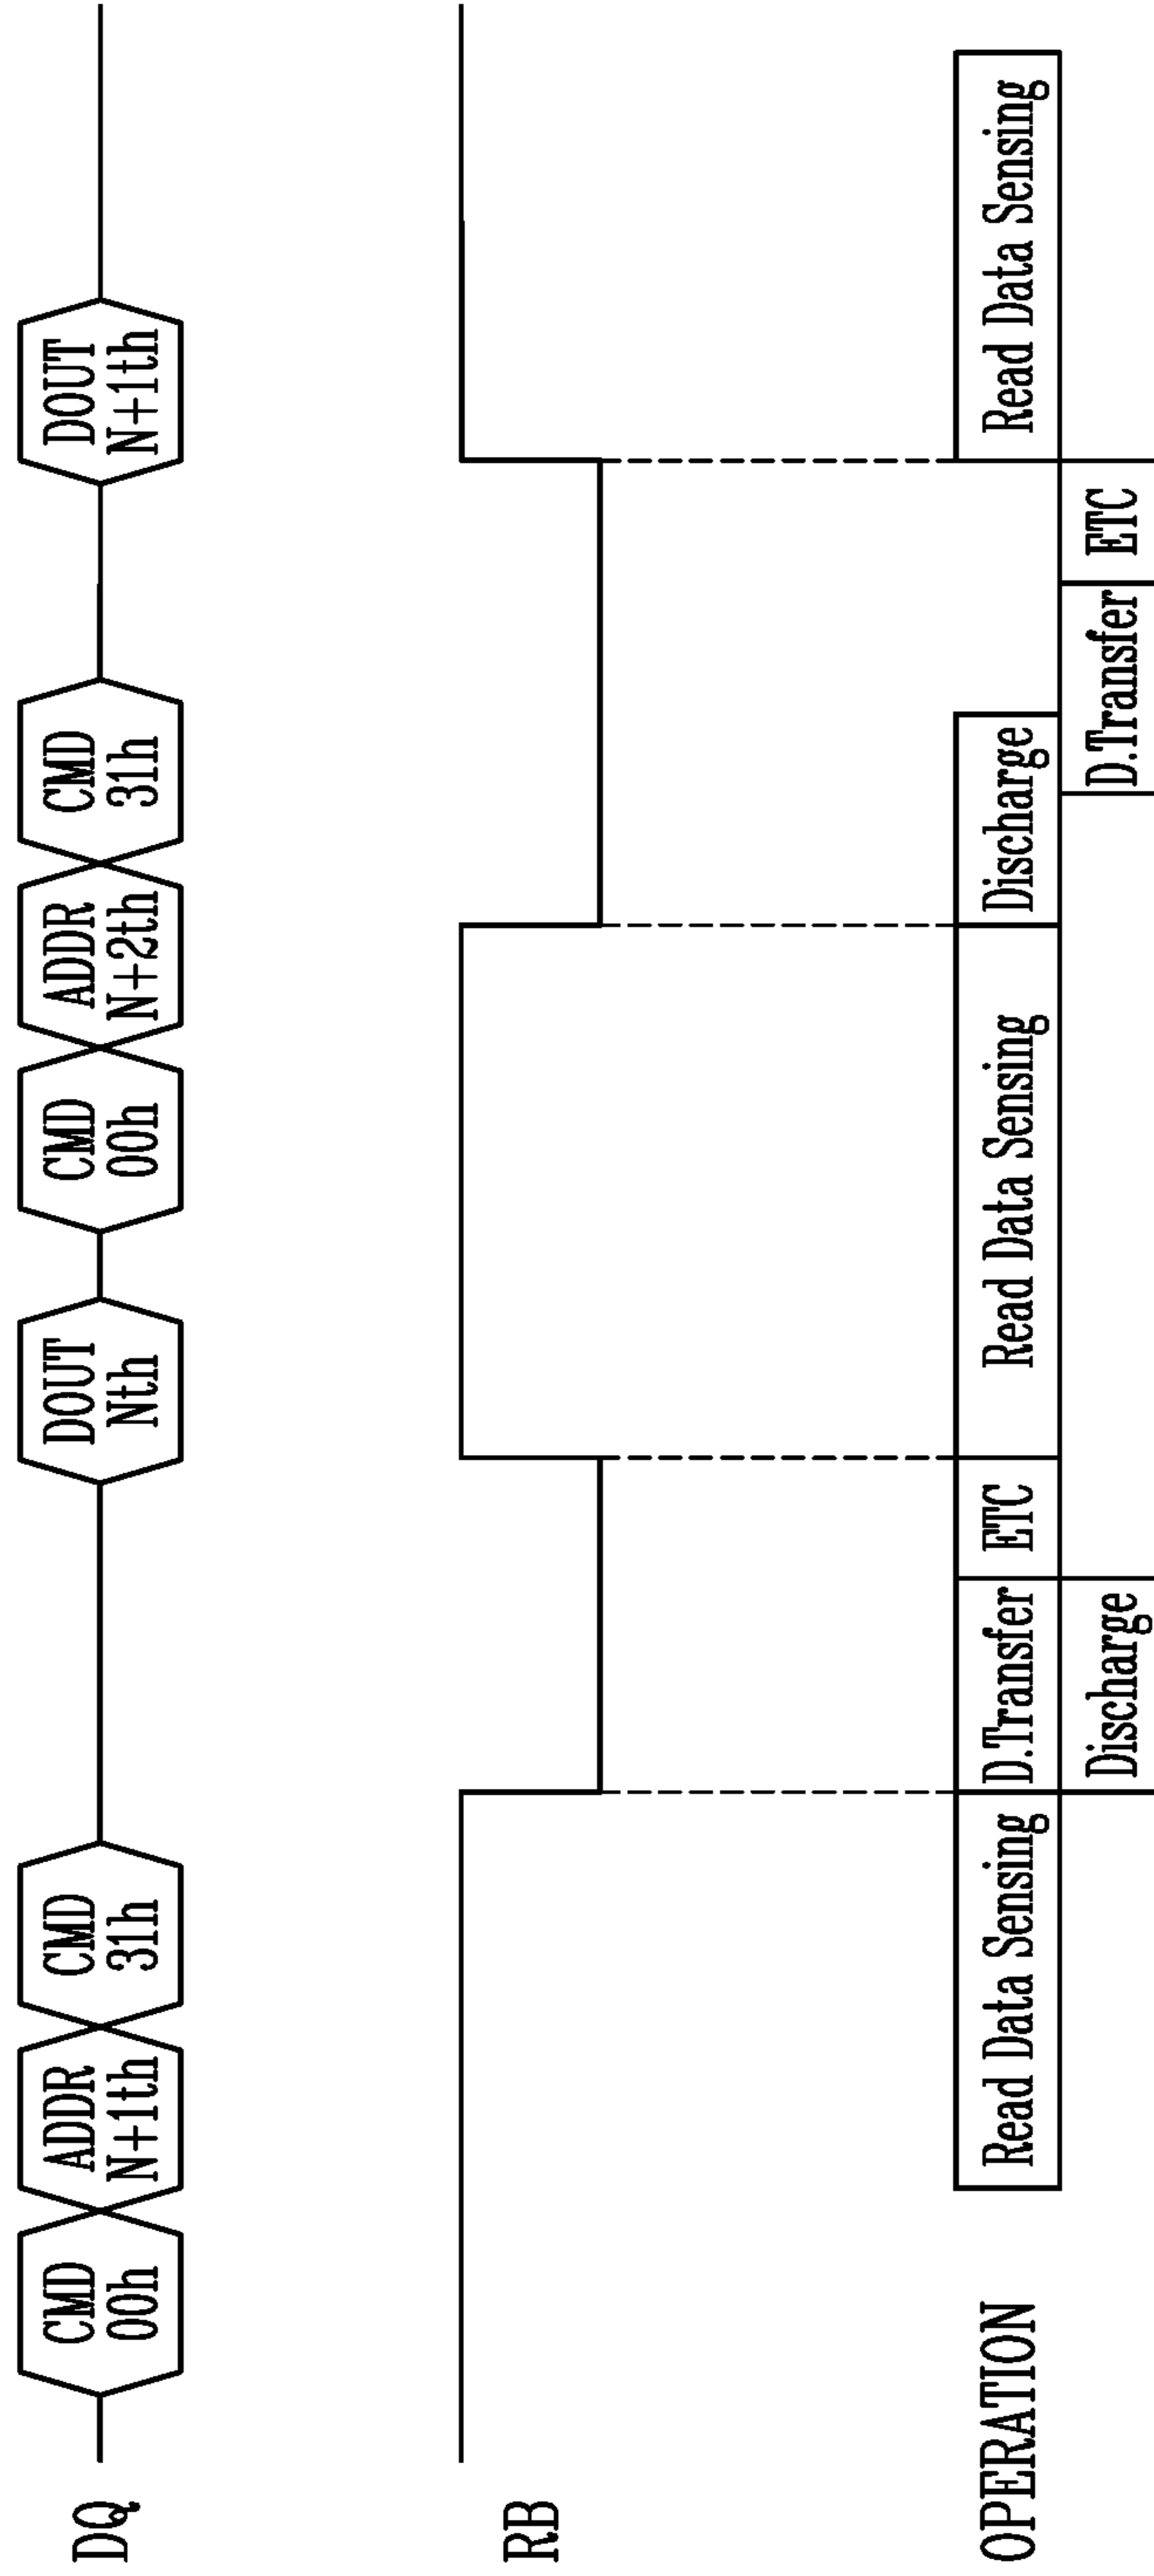 DQ
CMD
00h
ADDR
N+1th
CMD
31h
DOUT
Nth
CMD
00h
ADDR
N+2th
CMD
31h
DOUT
N+1th
RB
OPERATION
Read Data Sensing
D.Transfer
ETC
Read Data Sensing
Discharge
Read Data Sensing
Discharge
D.Transfer
ETC